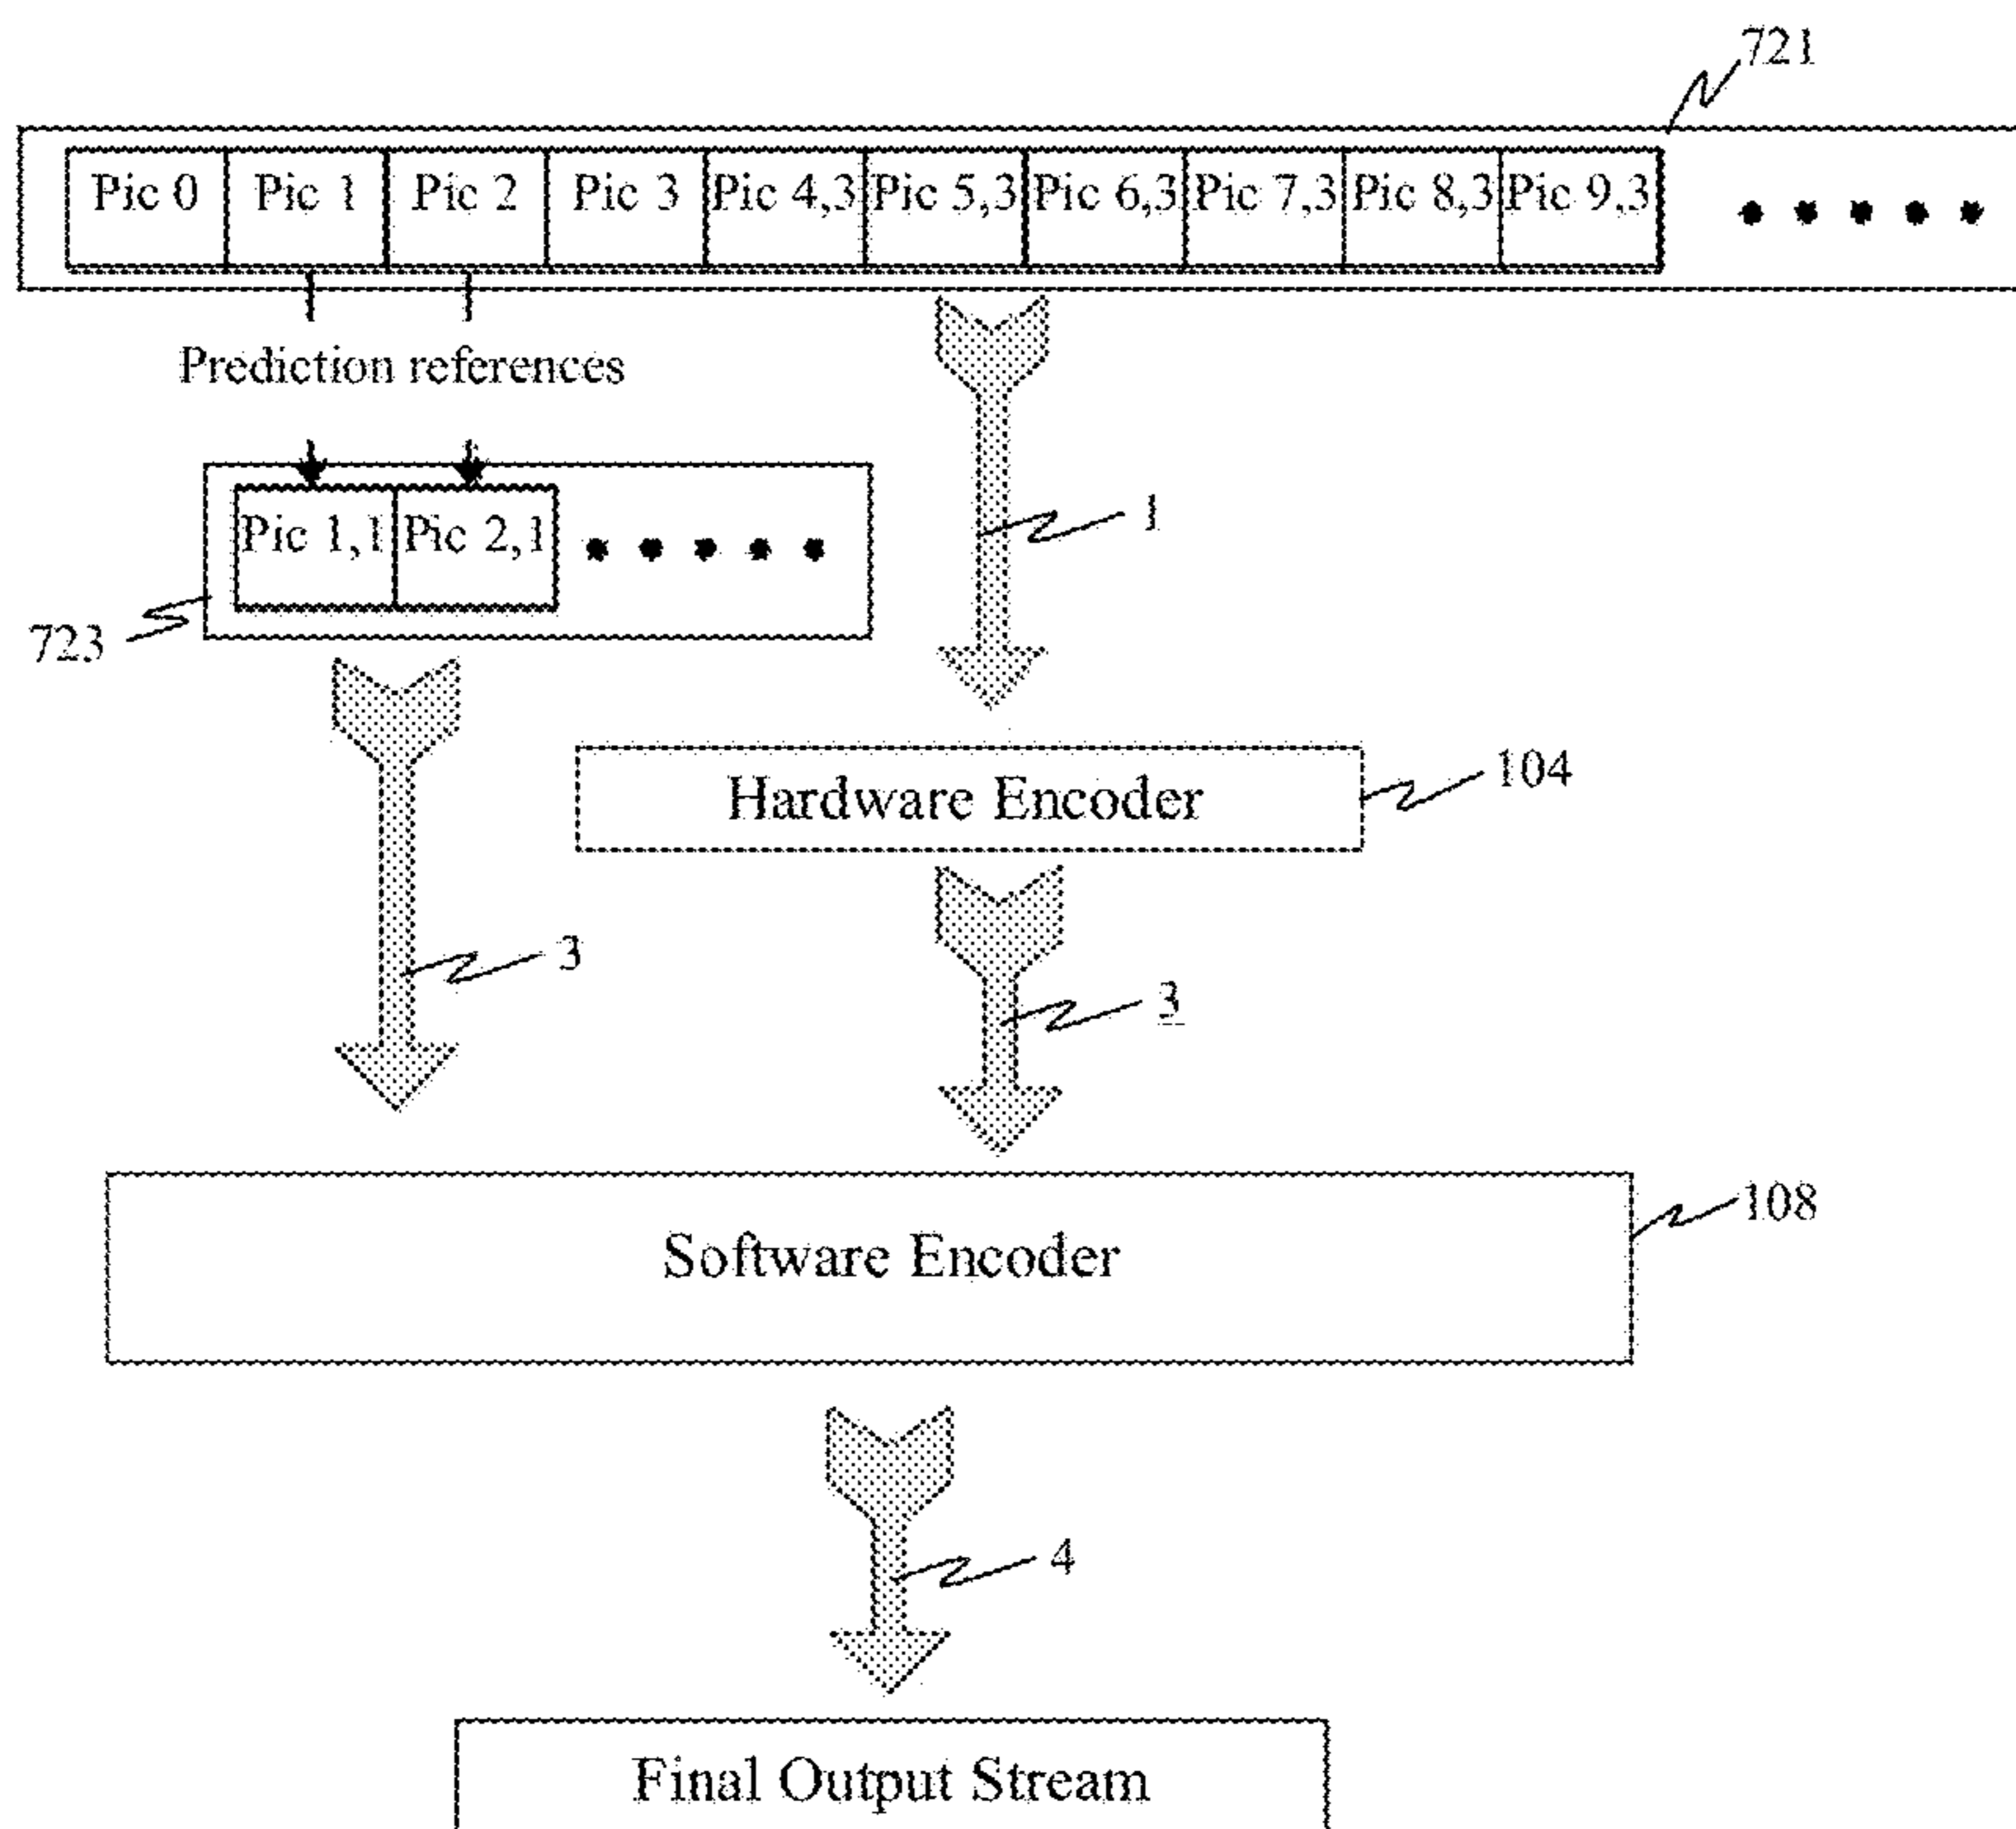 721
Pic 0 Pic 1 Pic 2 Pic 3 Pic 4,3 Pic 5,3 Pic 6,3 Pic 7,3 Pic 8,3 Pic 9,3
Prediction references
Pic 1,1 Pic 2,1
1
723
Hardware Encoder
104
3
3
Software Encoder
108
4
Final Output Stream